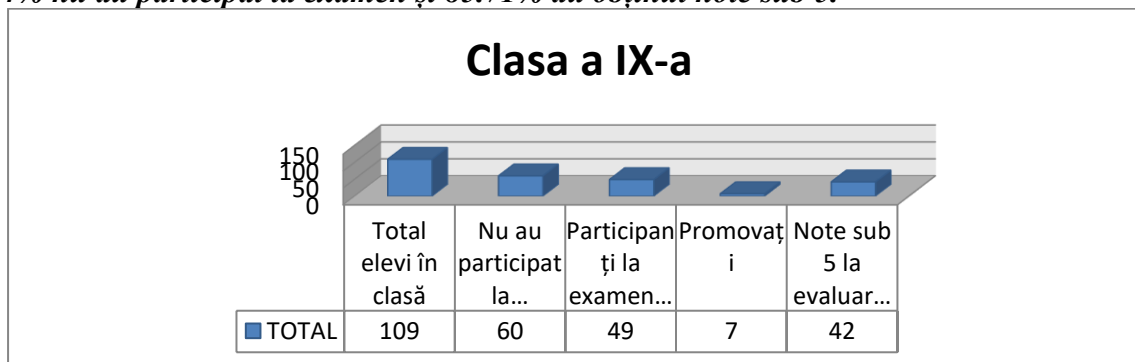 Clasa a IX-a
150
100
50
0
Total elevi în clasă
Nu au participat la...
Participanți la examen...
Promovați
Note sub 5 la evaluar...
TOTAL 109 60 49 7 42